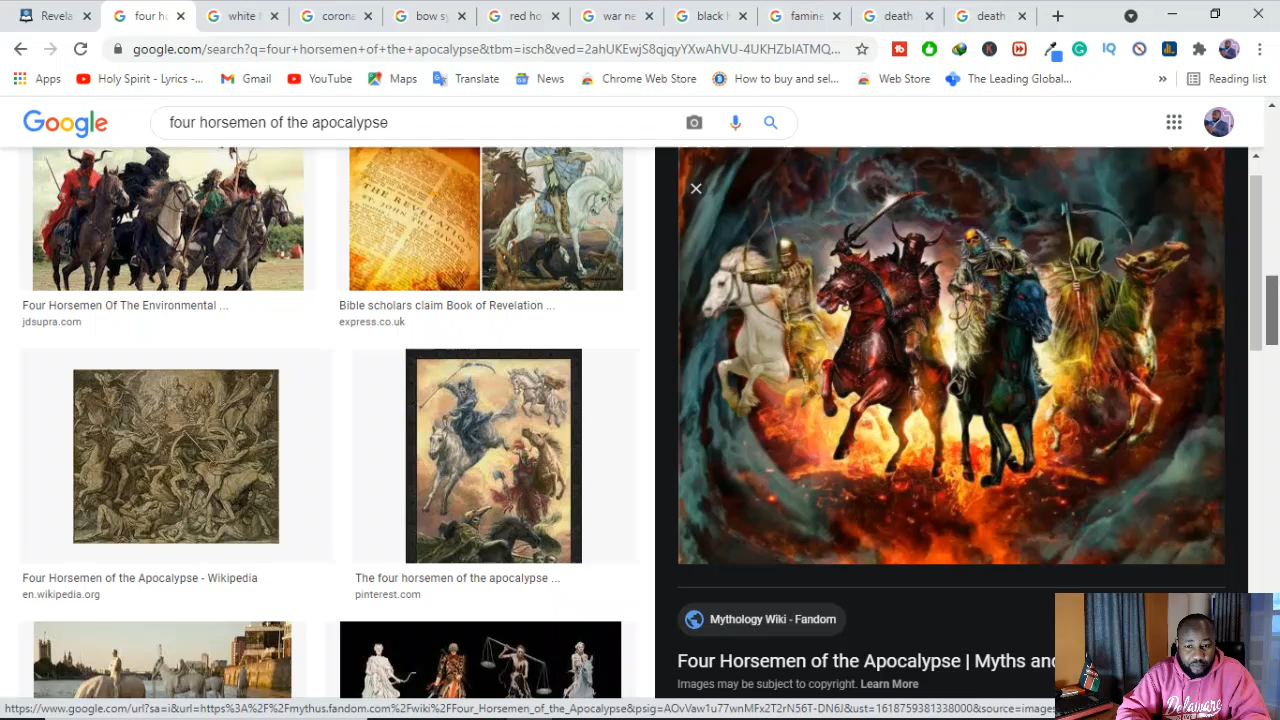 Revela
four h
white h
corona
bow sy
red ho
war ne
black h
famine
death
death
google.com/search?q=four+horsemen+of+the+apocalypse&tbm=isch&ved=2ahUKEwjS8qjqyYXwAhVU-4UKHZbIATMQ...
Apps
Holy Spirit - Lyrics -...
Gmail
YouTube
Maps
Translate
News
Chrome Web Store
How to buy and sel...
Web Store
The Leading Global...
»
Reading list
Google
four horsemen of the apocalypse
THE REVELATIO
ST. JOHN
Four Horsemen Of The Environmental ...
jdsupra.com
Bible scholars claim Book of Revelation ...
express.co.uk
Four Horsemen of the Apocalypse - Wikipedia
en.wikipedia.org
The four horsemen of the apocalypse ...
pinterest.com
Mythology Wiki - Fandom
Four Horsemen of the Apocalypse | Myths and
Images may be subject to copyright. Learn More
Delaware
https://www.google.com/url?sa=i&url=https%3A%2F%2Fmythus.fandom.com%2Fwiki%2FFour_Horsemen_of_the_Apocalypse&psig=AOvVaw1u77wnMFx2T2rN56T-DN6J&ust=1618759381338000&source=images